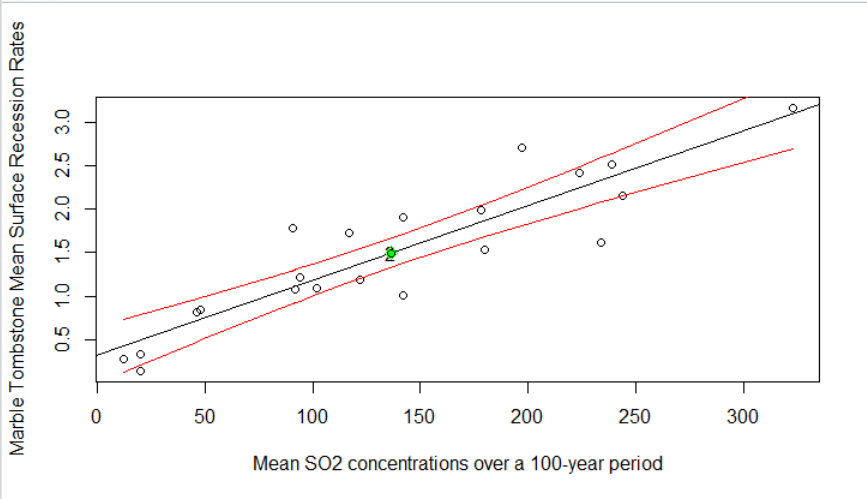 Marble Tombstone Mean Surface Recession Rates
3.0
2.5
2.0
1.5
1.0
0.5
0 50 100 150 200 250 300
Mean SO2 concentrations over a 100-year period